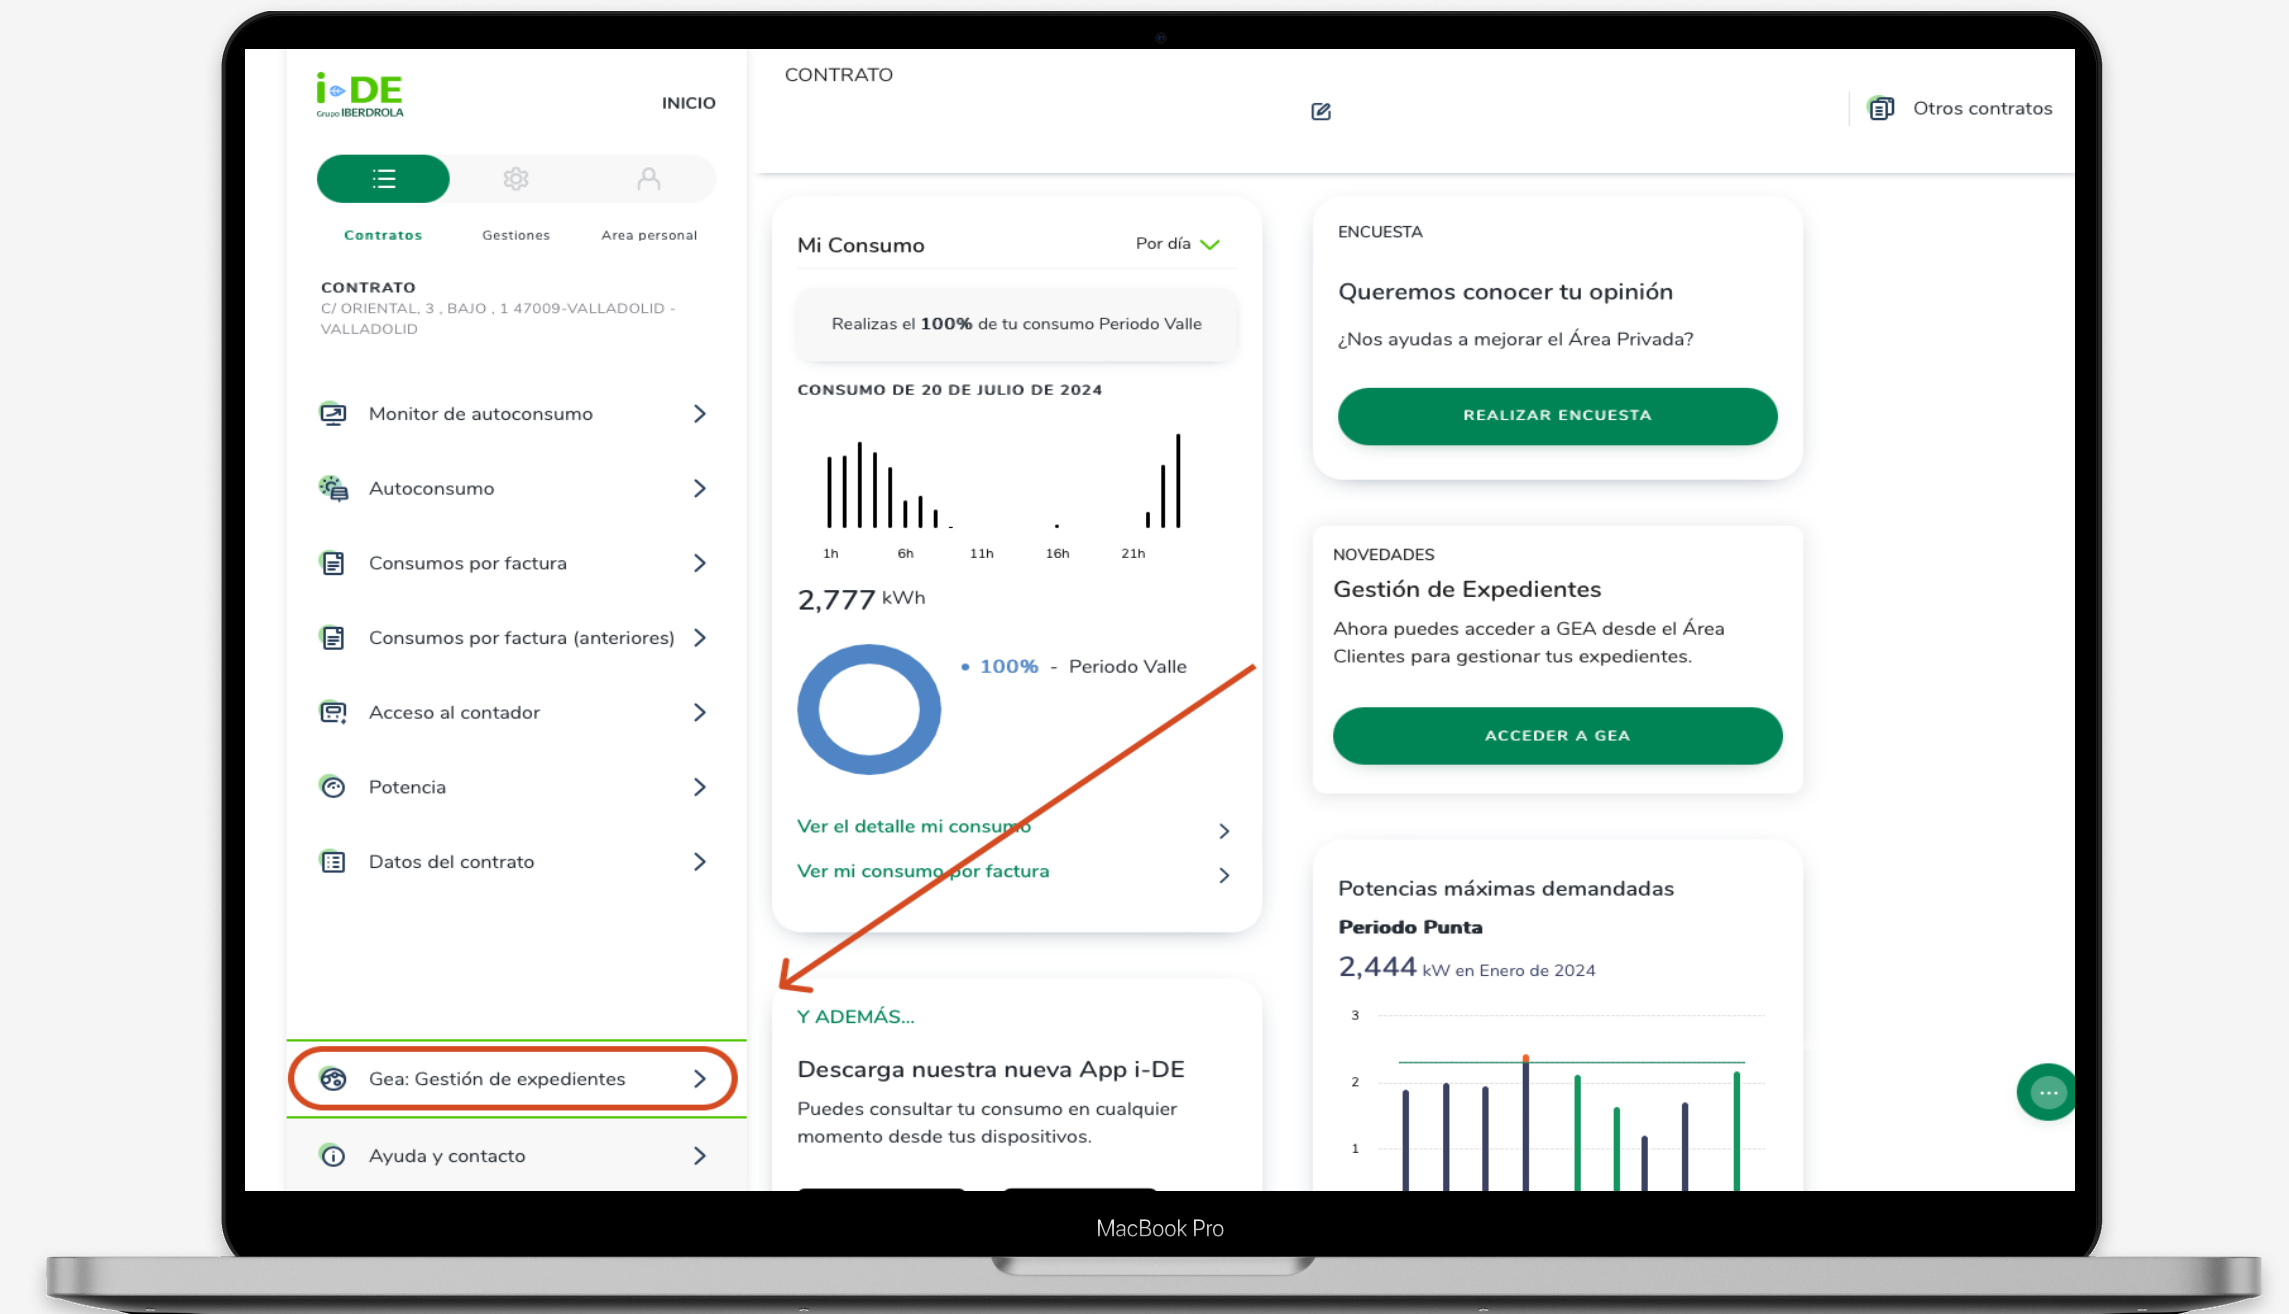 i-DE
Grupo IBERDROLA
INICIO
Contratos
Gestiones
Area personal
CONTRATO
C/ ORIENTAL, 3 , BAJO , 1 47009-VALLADOLID -
VALLADOLID
Monitor de autoconsumo
Autoconsumo
Consumos por factura
Consumos por factura (anteriores)
Acceso al contador
Potencia
Datos del contrato
Gea: Gestión de expedientes
Ayuda y contacto
CONTRATO
Otros contratos
Mi Consumo
Por día
Realizas el 100% de tu consumo Periodo Valle
CONSUMO DE 20 DE JULIO DE 2024
1h 6h 11h 16h 21h
2,777 kWh
• 100% - Periodo Valle
Ver el detalle mi consumo
Ver mi consumo por factura
Y ADEMÁS...
Descarga nuestra nueva App i-DE
Puedes consultar tu consumo en cualquier
momento desde tus dispositivos.
ENCUESTA
Queremos conocer tu opinión
¿Nos ayudas a mejorar el Área Privada?
REALIZAR ENCUESTA
NOVEDADES
Gestión de Expedientes
Ahora puedes acceder a GEA desde el Área
Clientes para gestionar tus expedientes.
ACCEDER A GEA
Potencias máximas demandadas
Periodo Punta
2,444 kW en Enero de 2024
3
2
1
MacBook Pro